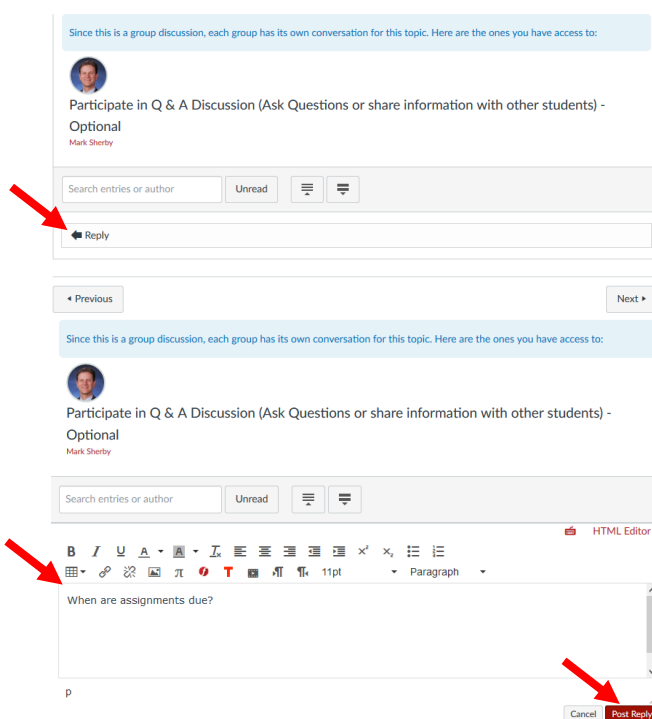 Since this is a group discussion, each group has its own conversation for this topic. Here are the ones you have access to:
Participate in Q & A Discussion (Ask Questions or share information with other students) -
Optional
Mark Sherby
Search entries or author
Unread
Reply
Previous
Next
Since this is a group discussion, each group has its own conversation for this topic. Here are the ones you have access to:
Participate in Q & A Discussion (Ask Questions or share information with other students) -
Optional
Mark Sherby
Search entries or author
Unread
HTML Editor
11pt
Paragraph
When are assignments due?
p
Cancel
Post Reply